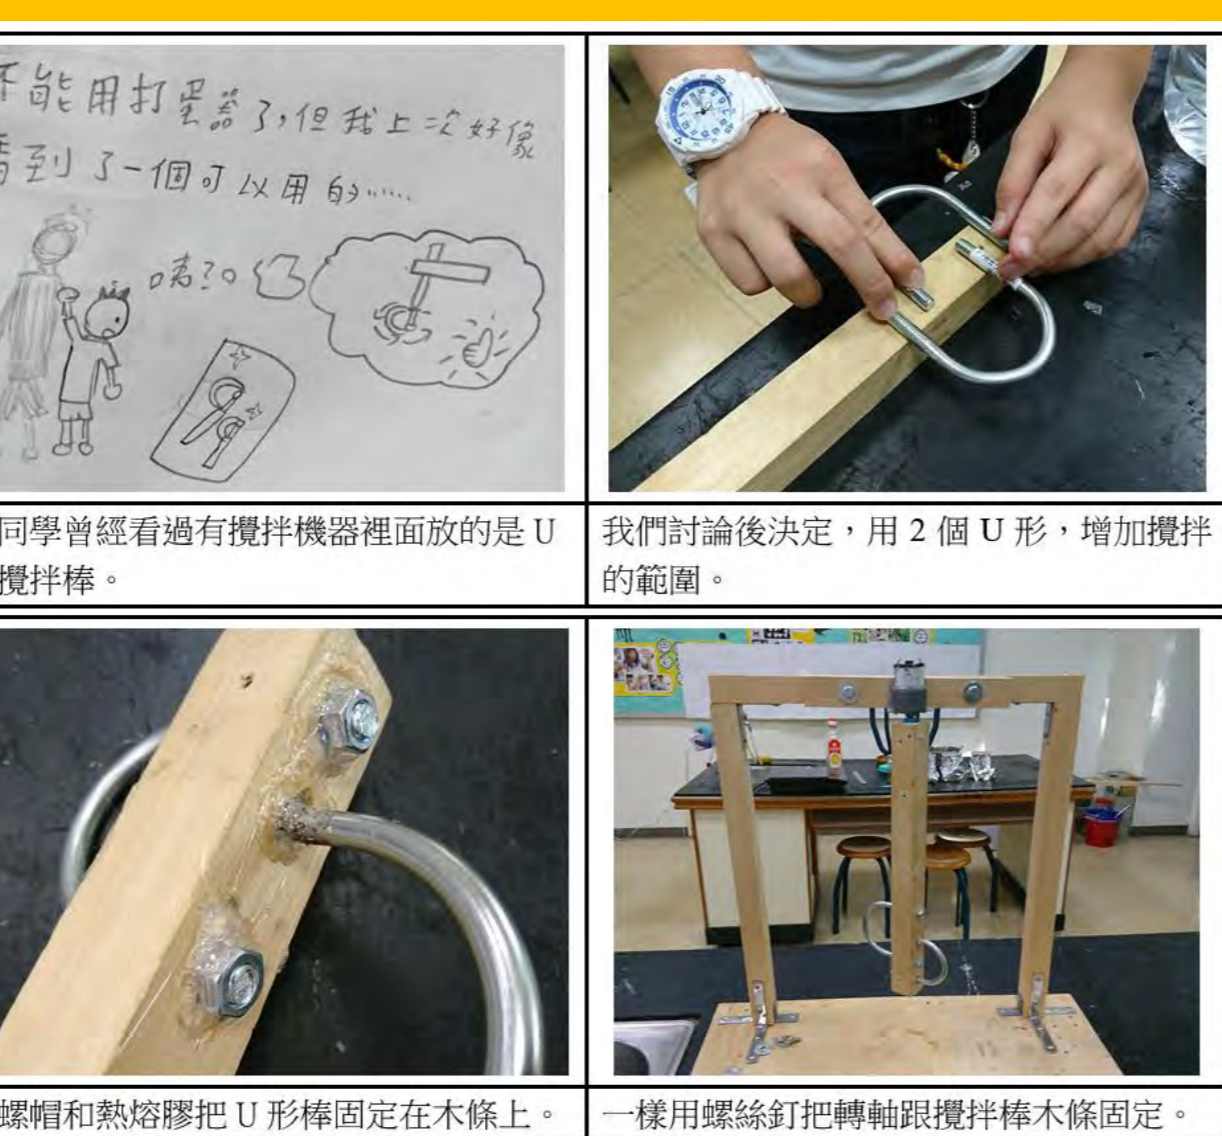 不能用打蛋器了，但我上次好像
看到了一個可以用的……
咦?。
同學曾經看過有攪拌機器裡面放的是 U
攪拌棒。
我們討論後決定，用 2 個 U 形，增加攪拌
的範圍。
螺帽和熱熔膠把 U 形棒固定在木條上。
一樣用螺絲釘把轉軸跟攪拌棒木條固定。